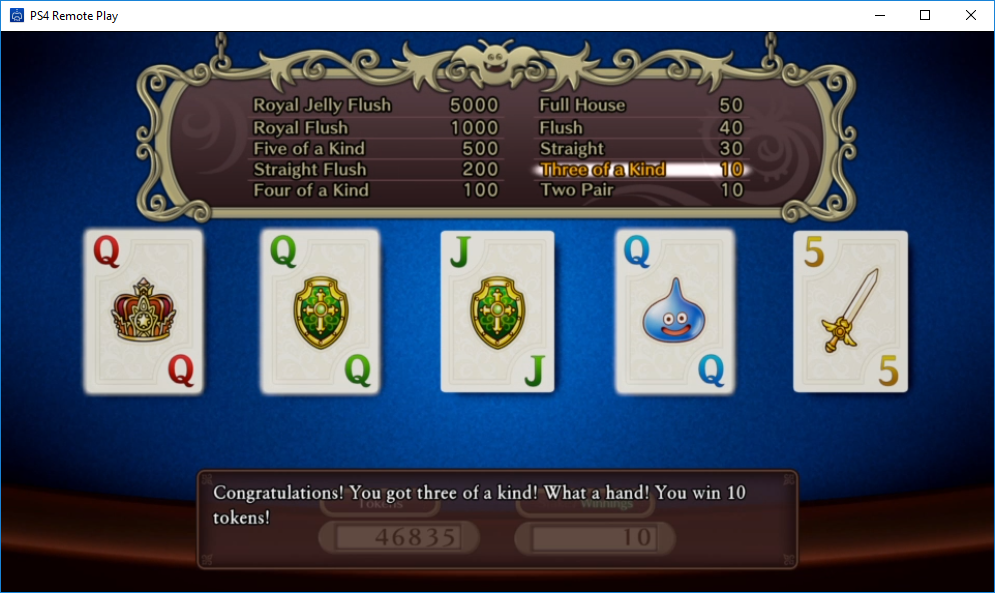 PS4 Remote Play
Royal Jelly Flush 5000 Full House 50
Royal Flush 1000 Flush 40
Five of a Kind 500 Straight 30
Straight Flush 200 Three of a Kind 10
Four of a Kind 100 Two Pair 10
Q Q J Q 5
Q Q J Q 5
Congratulations! You got three of a kind! What a hand! You win 10
tokens!
Tokens Winnings
46835 10